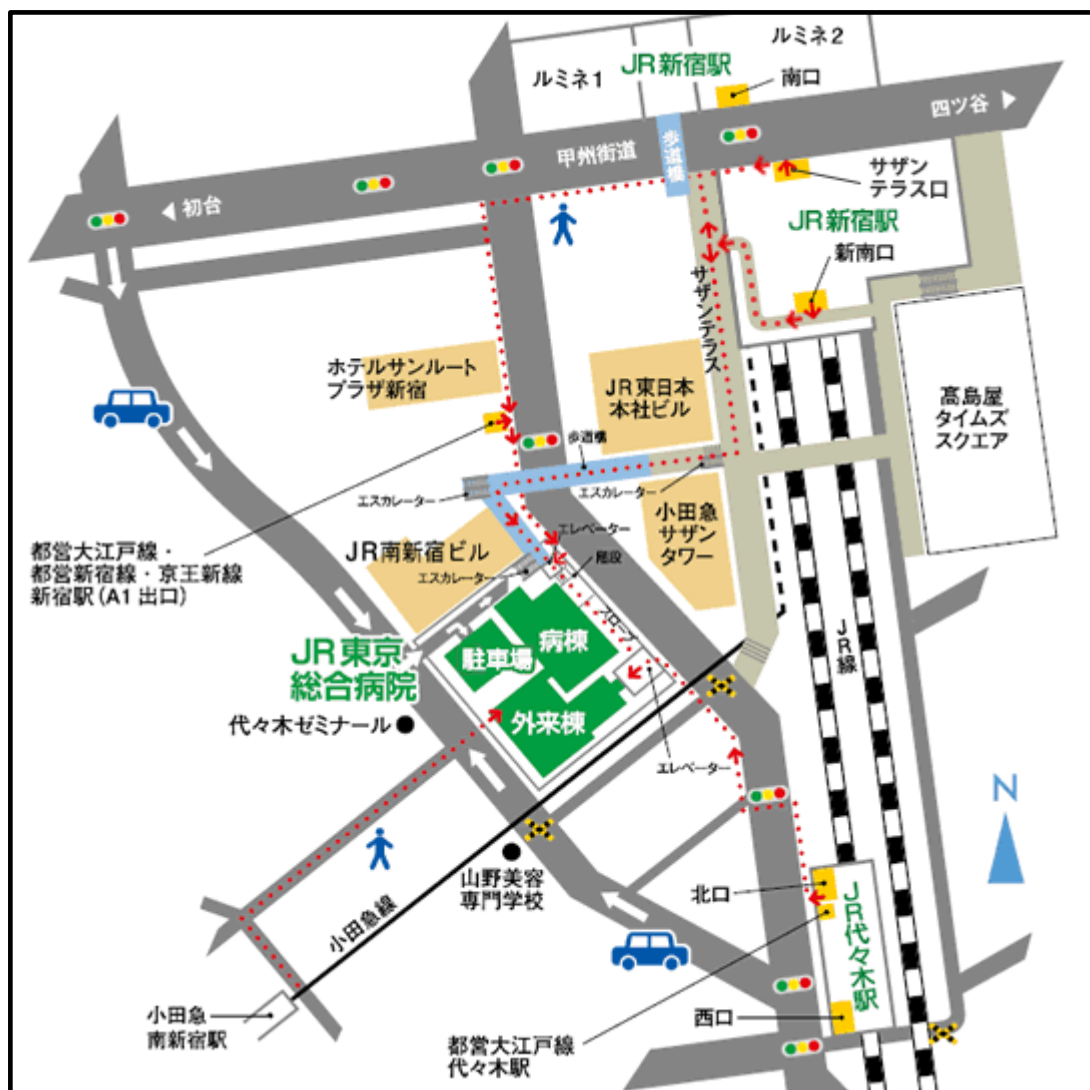 ルミネ2
ルミネ1
JR新宿駅
南口
四ツ谷
甲州街道
歩道橋
初台
サザン
テラス口
JR新宿駅
新南口
サザンテラス
ホテルサンルート
プラザ新宿
JR東日本
本社ビル
髙島屋
タイムズ
スクエア
歩道橋
エスカレーター
エスカレーター
小田急
サザン
タワー
都営大江戸線・
都営新宿線・京王新線
新宿駅(A1出口)
JR南新宿ビル
エレベーター
階段
エスカレーター
スロープ
JR線
JR東京
総合病院
駐車場
病棟
外来棟
代々木ゼミナール
エレベーター
N
山野美容
専門学校
小田急線
北口
JR代々木駅
西口
小田急
南新宿駅
都営大江戸線
代々木駅